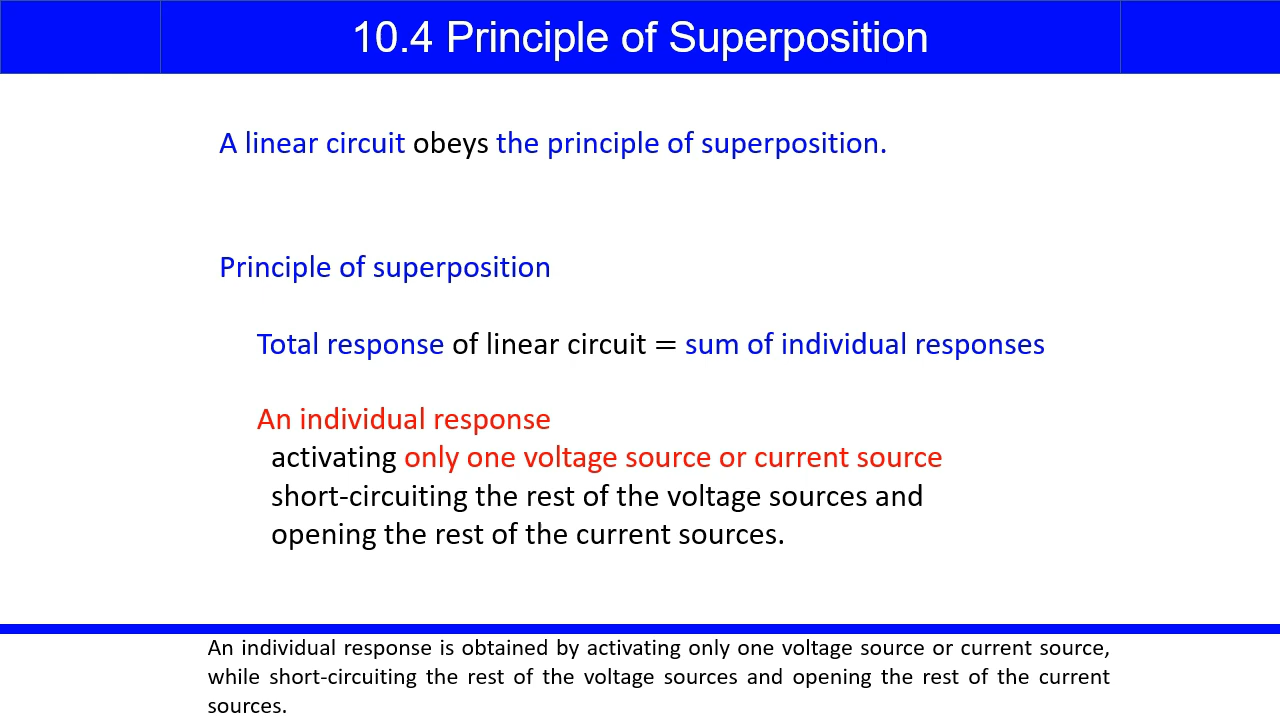 10.4 Principle of Superposition
A linear circuit obeys the principle of superposition.
Principle of superposition
Total response of linear circuit = sum of individual responses
An individual response
activating only one voltage source or current source
short-circuiting the rest of the voltage sources and
opening the rest of the current sources.
An individual response is obtained by activating only one voltage source or current source,
while short-circuiting the rest of the voltage sources and opening the rest of the current
sources.